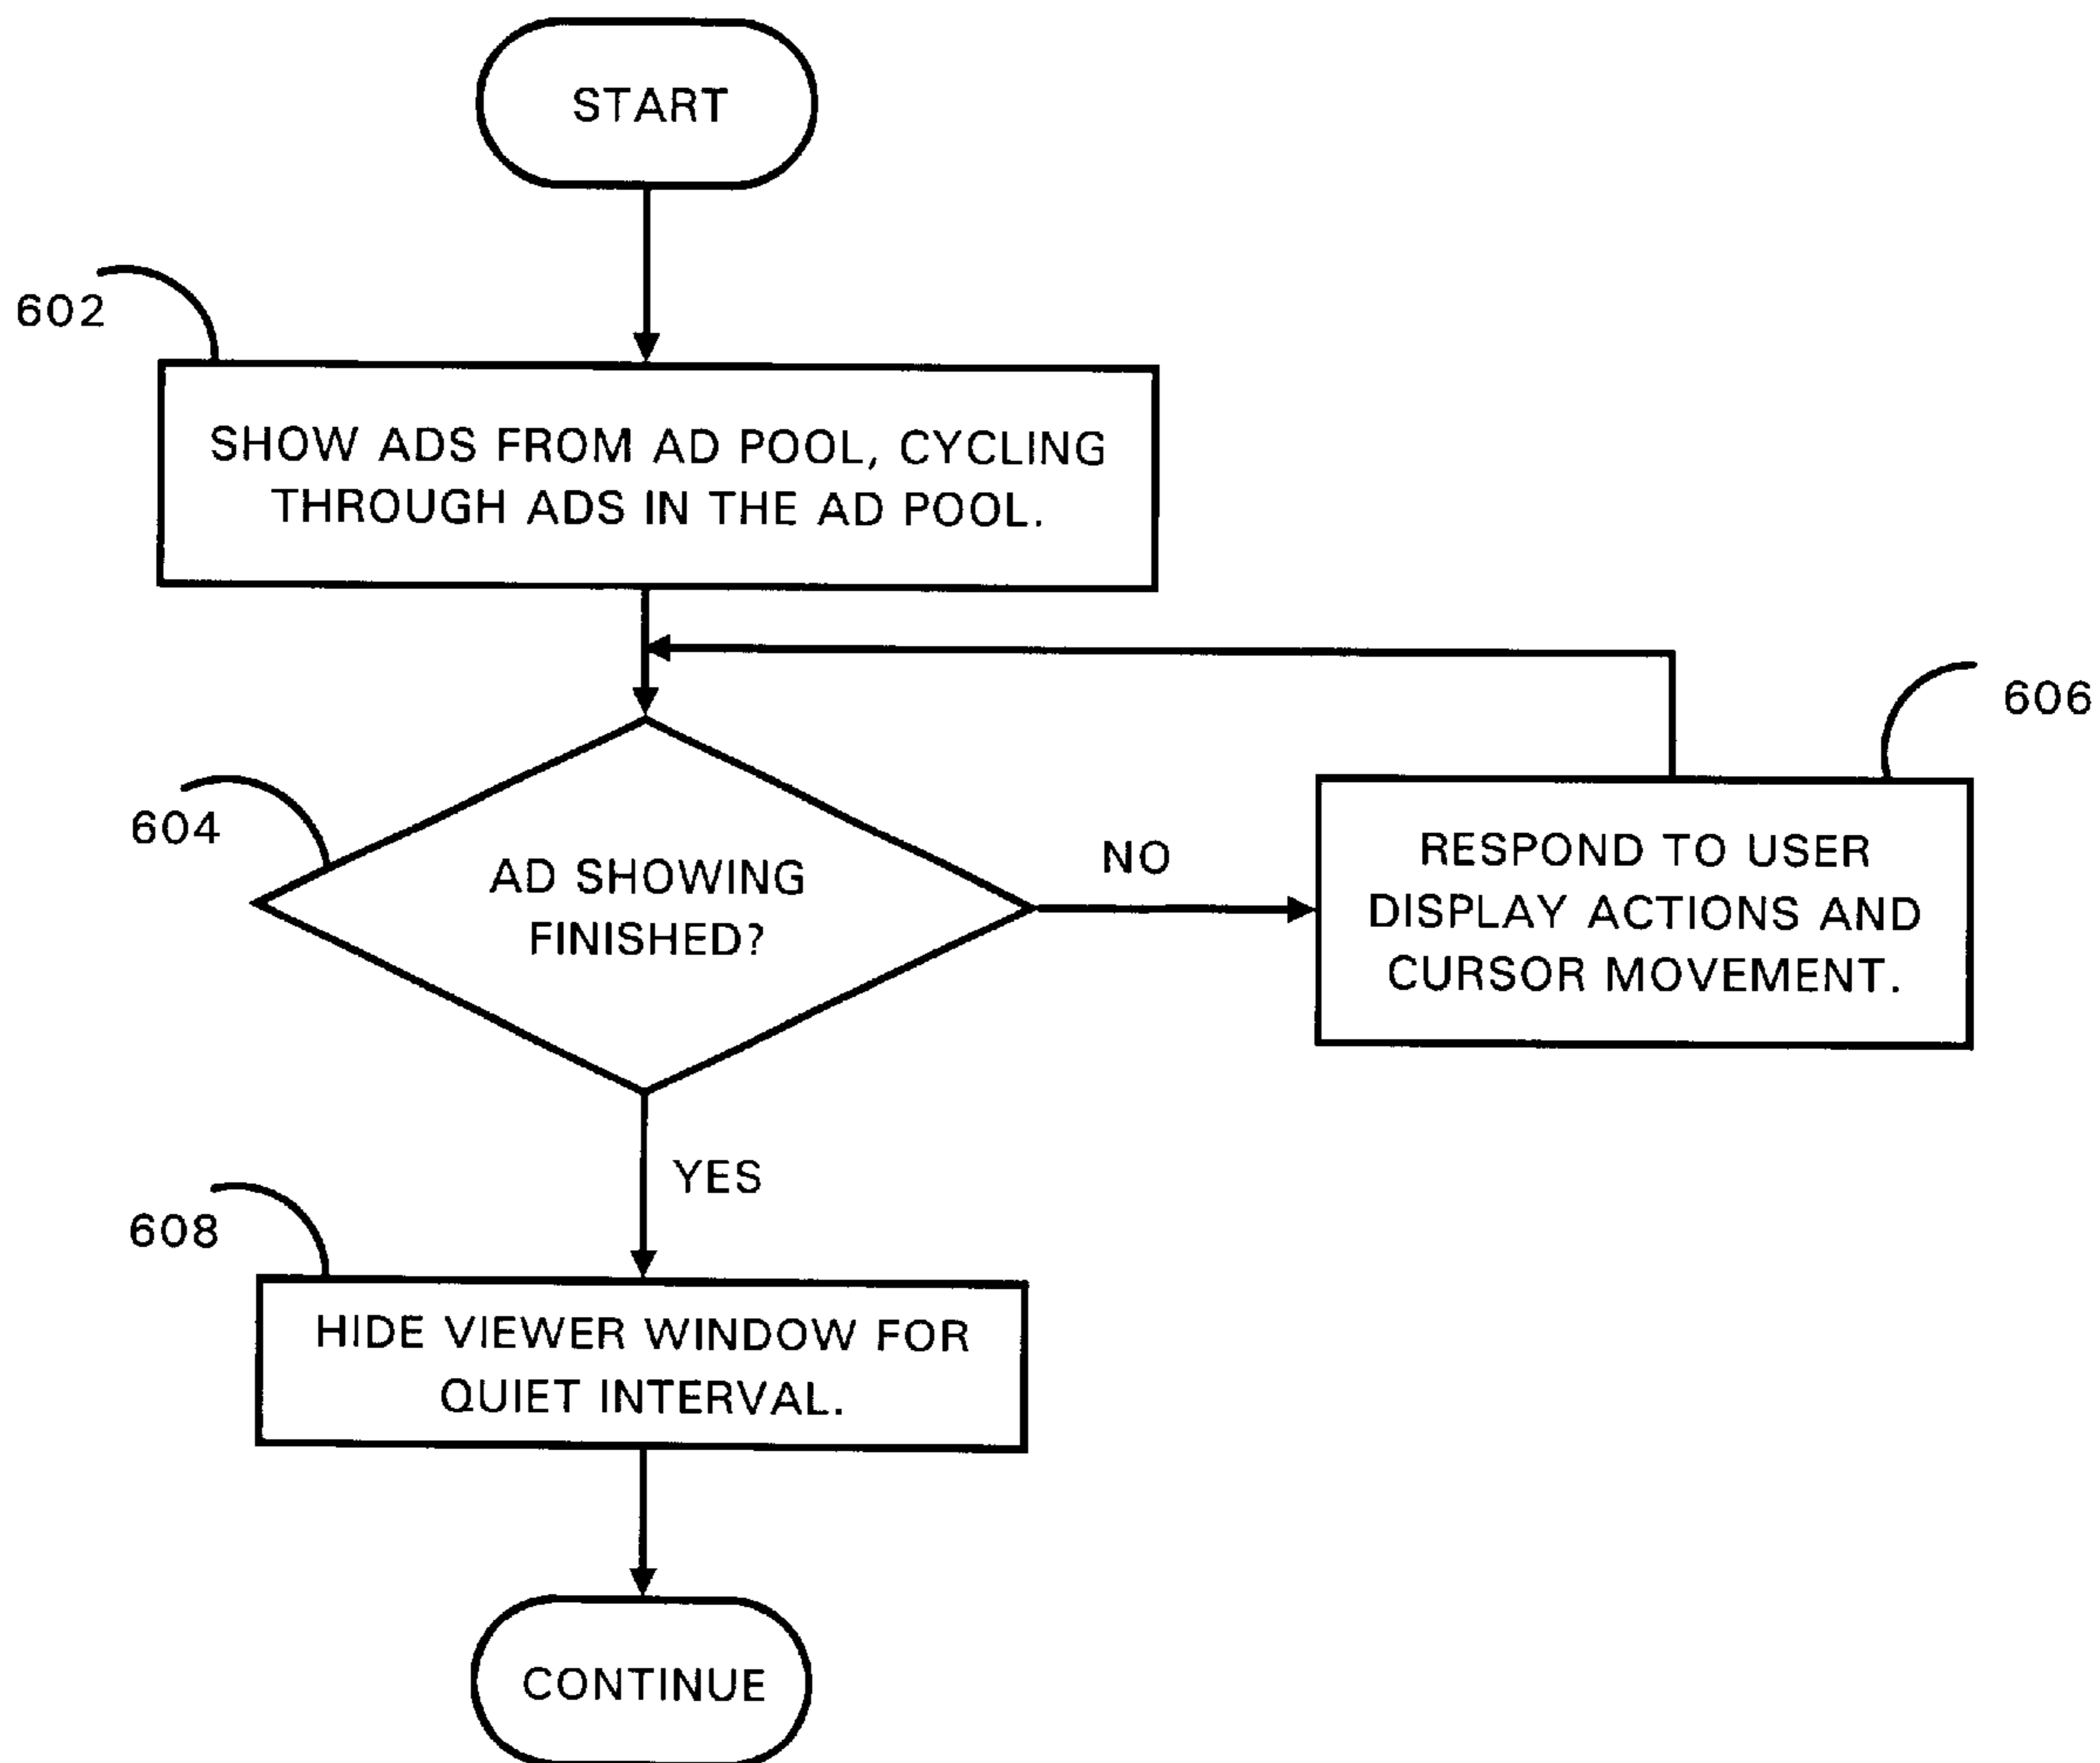 START
602
SHOW ADS FROM AD POOL, CYCLING
THROUGH ADS IN THE AD POOL.
604
AD SHOWING
FINISHED?
NO
606
RESPOND TO USER
DISPLAY ACTIONS AND
CURSOR MOVEMENT.
YES
608
HIDE VIEWER WINDOW FOR
QUIET INTERVAL.
CONTINUE